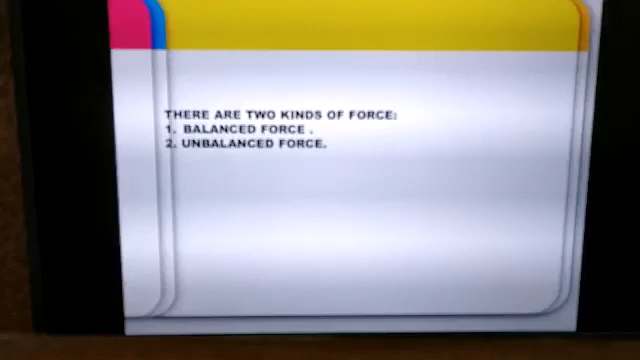 THERE ARE TWO KINDS OF FORCE:
1. BALANCED FORCE .
2. UNBALANCED FORCE.